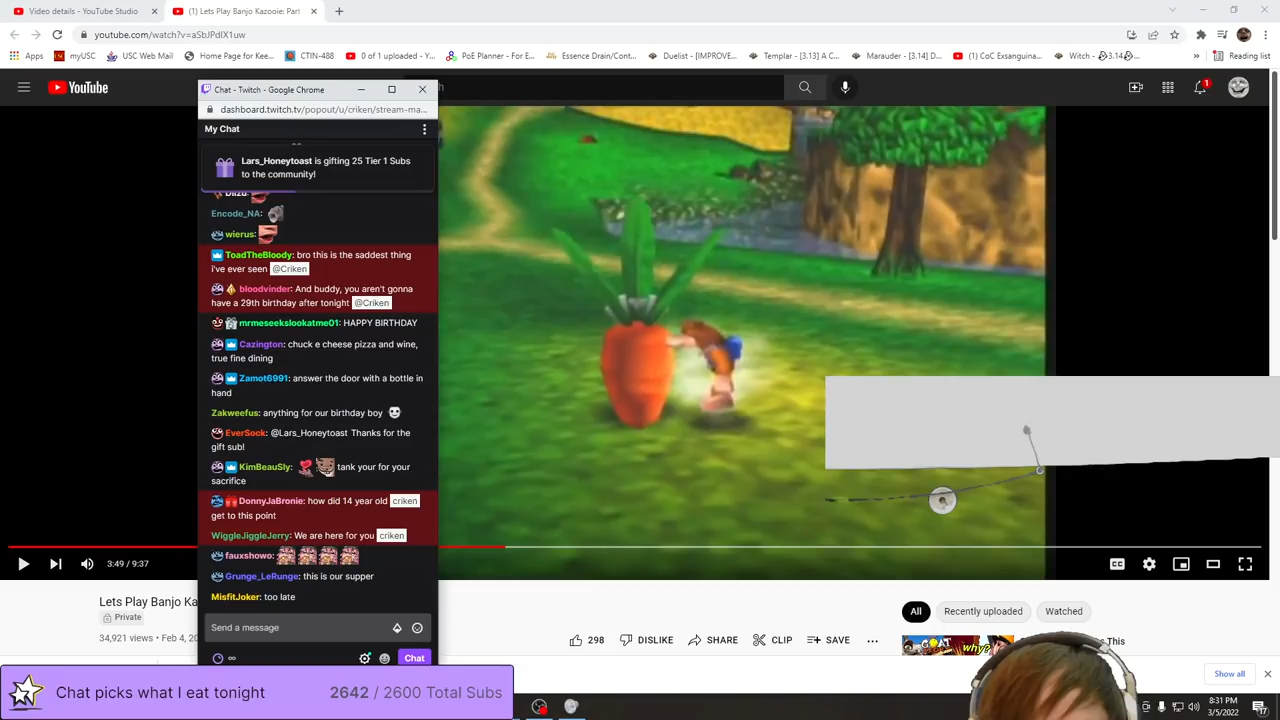 Video details - YouTube Studio
(1) Lets Play Banjo Kazooie: Part
youtube.com/watch?v=aSbJPdlX1uw
Apps myUSC USC Web Mail Home Page for Kee... CTIN-488 0 of 1 uploaded - Y... PoE Planner - For E... Essence Drain/Cont... Duelist - [IMPROVE... Templar - [3.13] A C... Marauder - [3.14] D... (1) CoC Exsanguina... Witch - 3.14... » Reading list
YouTube
1
Chat - Twitch - Google Chrome
dashboard.twitch.tv/popout/u/criken/stream-ma...
My Chat
Lars_Honeytoast is gifting 25 Tier 1 Subs
to the community!
Encode_NA:
wierus:
ToadTheBloody: bro this is the saddest thing
i've ever seen @Criken
bloodvinder: And buddy, you aren't gonna
have a 29th birthday after tonight @Criken
mrmeseekslookatme01: HAPPY BIRTHDAY
Cazington: chuck e cheese pizza and wine,
true fine dining
Zamot6991: answer the door with a bottle in
hand
Zakweefus: anything for our birthday boy
EverSock: @Lars_Honeytoast Thanks for the
gift sub!
KimBeauSly: tank your for your
sacrifice
DonnyJaBronie: how did 14 year old criken
get to this point
WiggleJiggleJerry: We are here for you criken
fauxshowo:
Grunge_LeRunge: this is our supper
MisfitJoker: too late
Send a message
∞ Chat
3:49 / 9:37
CC
Lets Play Banjo Ka
Private
34,921 views • Feb 4, 20
298 DISLIKE SHARE CLIP SAVE
All Recently uploaded Watched
GOAT why?
This
Show all
Chat picks what I eat tonight 2642 / 2600 Total Subs
8:31 PM
3/5/2022
17